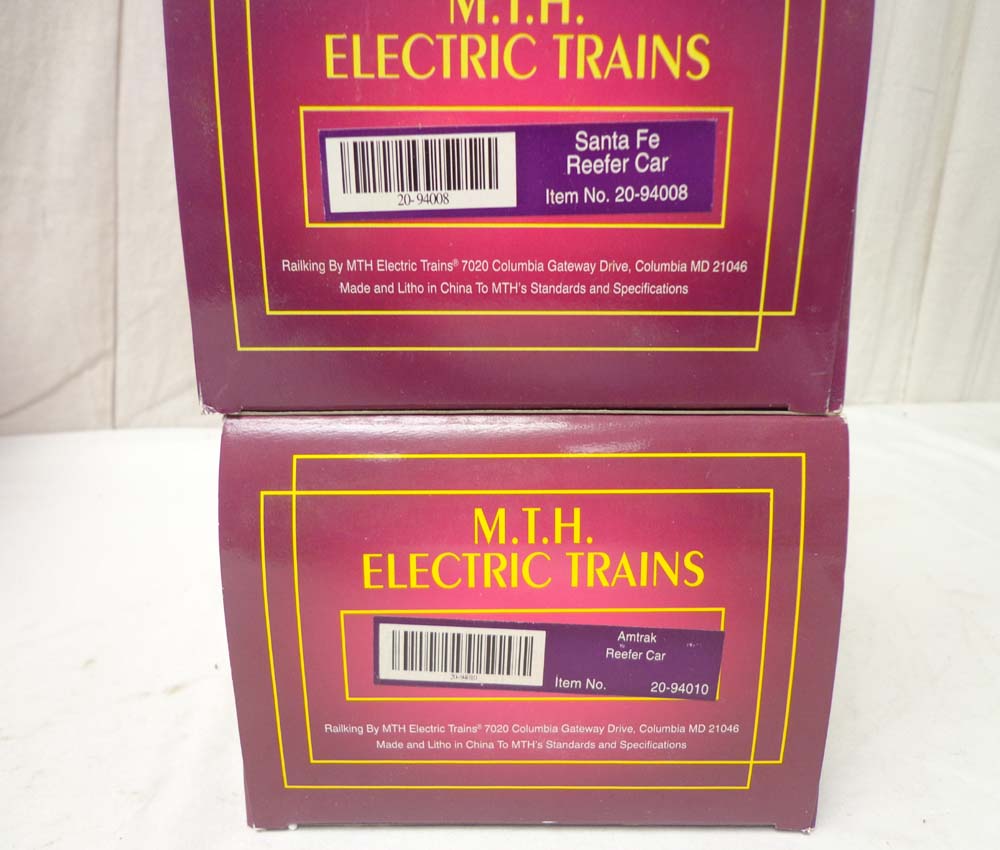 M.T.H.
ELECTRIC TRAINS
Santa Fe
Reefer Car
20-94008
Item No. 20-94008
Railking By MTH Electric Trains® 7020 Columbia Gateway Drive, Columbia MD 21046
Made and Litho in China To MTH's Standards and Specifications
M.T.H.
ELECTRIC TRAINS
Amtrak
Reefer Car
Item No. 20-94010
Railking By MTH Electric Trains® 7020 Columbia Gateway Drive, Columbia MD 21046
Made and Litho in China To MTH's Standards and Specifications